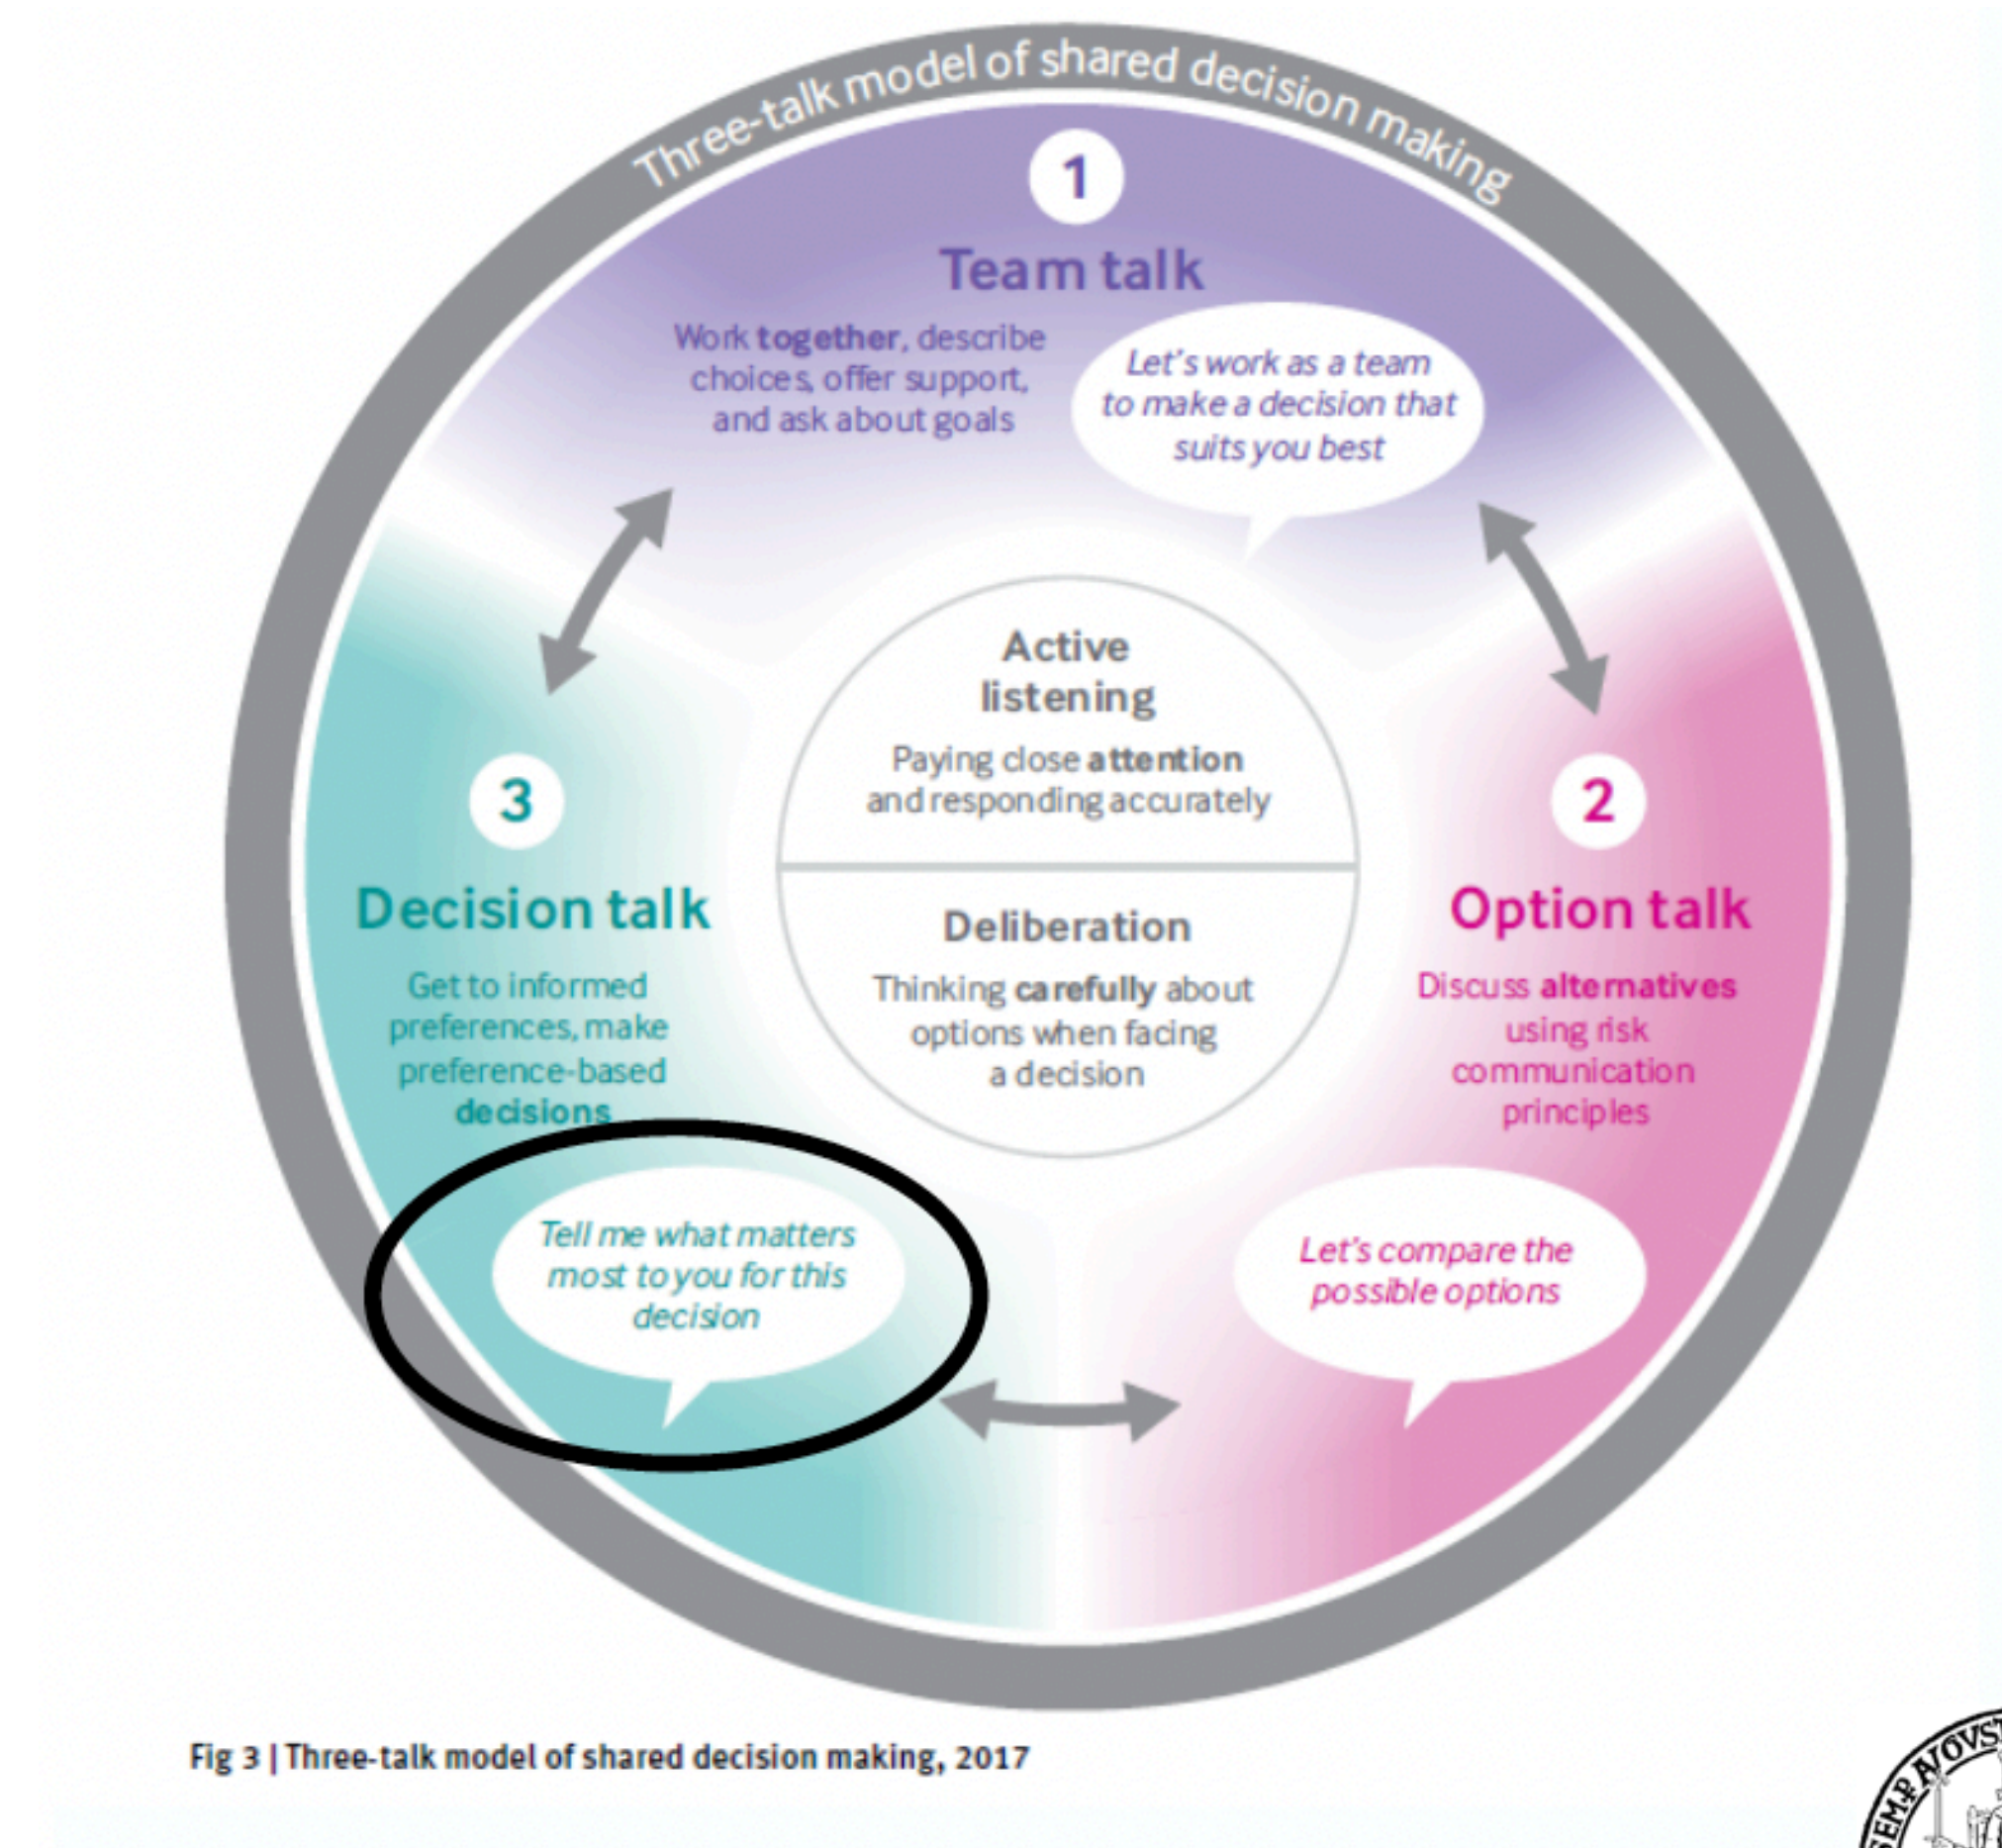 Three-talk model of shared decision making
1
Team talk
Work together, describe
choices, offer support,
and ask about goals
Let's work as a team
to make a decision that
suits you best
Active
listening
Paying close attention
and responding accurately
Deliberation
Thinking carefully about
options when facing
a decision
2
Option talk
Discuss alternatives
using risk
communication
principles
Let's compare the
possible options
3
Decision talk
Get to informed
preferences, make
preference-based
decisions
Tell me what matters
most to you for this
decision
Fig 3 | Three-talk model of shared decision making, 2017